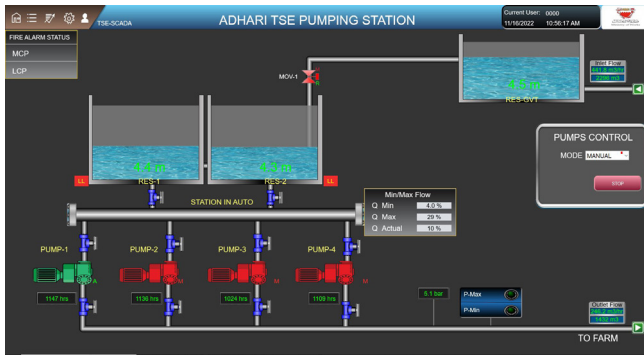 TSE-SCADA
ADHARI TSE PUMPING STATION
Current User: 0000
11/16/2022 10:56:17 AM
FIRE ALARM STATUS
MCP
LCP
MOV-1
Inlet Flow
2296 m3
RES-GVT
PUMPS CONTROL
MODE MANUAL
STOP
LL
RES-1
RES-2
LL
STATION IN AUTO
Min/Max Flow
Q Min 4.0 %
Q Max 29 %
Q Actual 10 %
PUMP-1
PUMP-2
PUMP-3
PUMP-4
A
M
M
M
1147 hrs
1136 hrs
1024 hrs
1109 hrs
5.1 bar
P-Max
P-Min
Outlet Flow
1432 m3
TO FARM